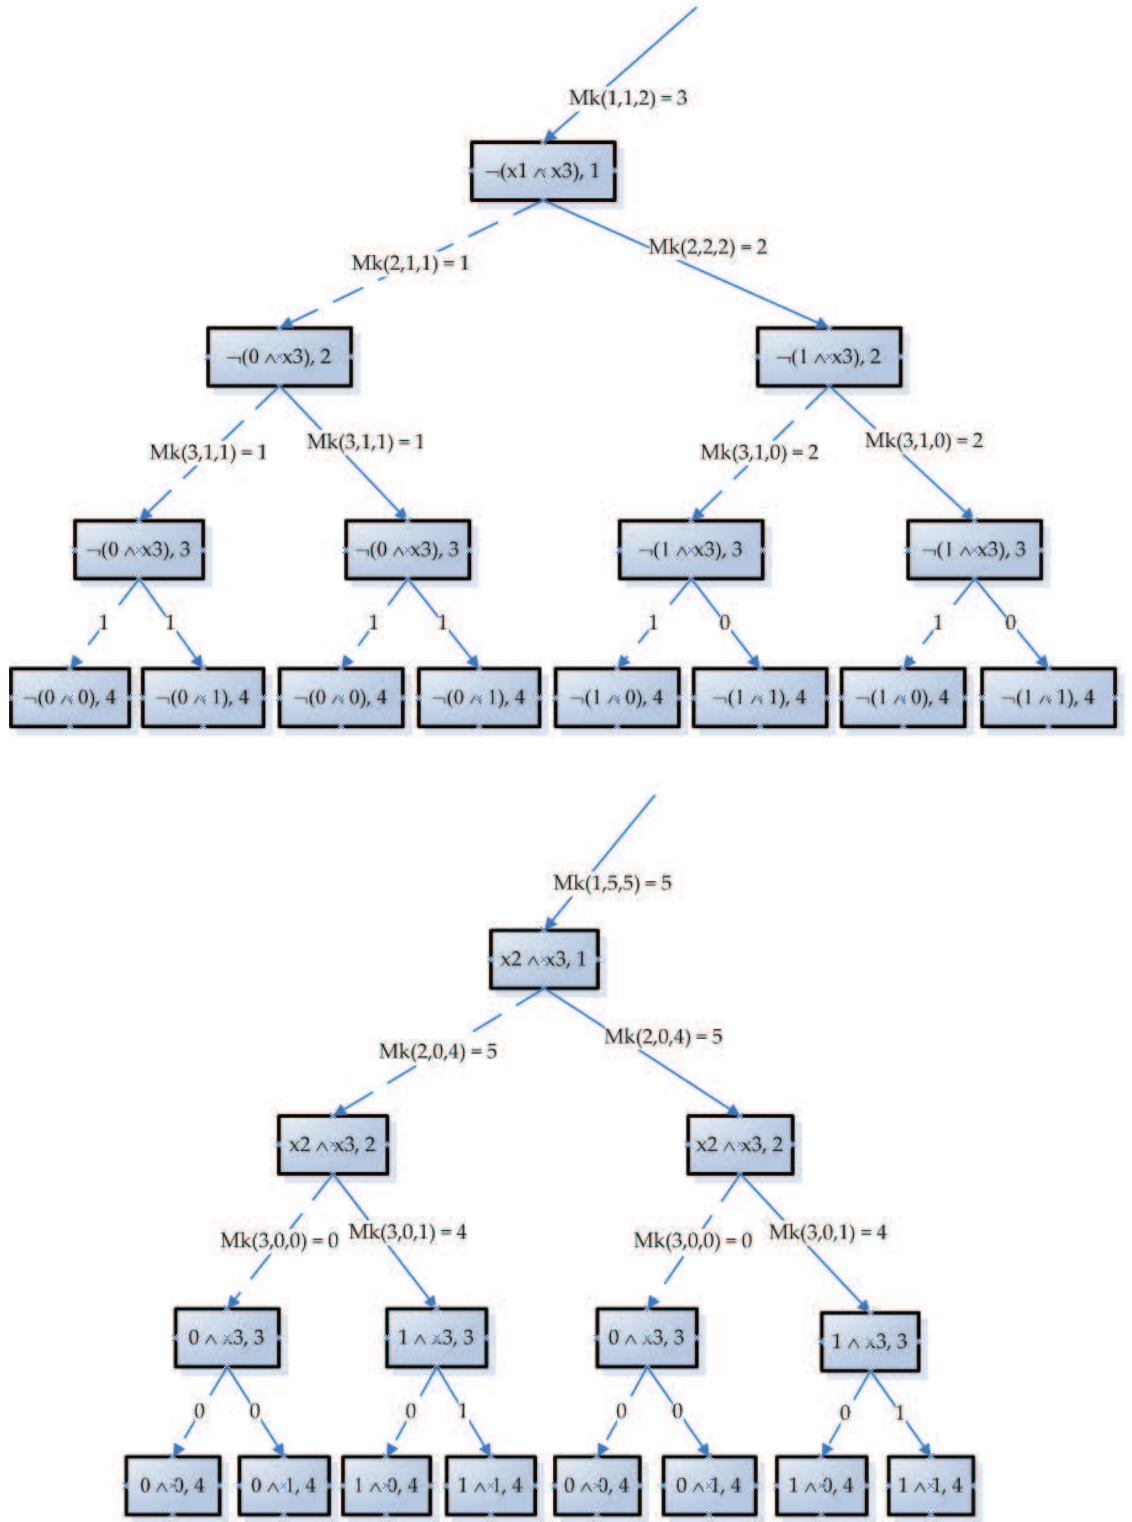 Mk(1,1,2) = 3
¬(x1 ∧ x3), 1
Mk(2,1,1) = 1
Mk(2,2,2) = 2
¬(0 ∧ x3), 2
¬(1 ∧ x3), 2
Mk(3,1,1) = 1
Mk(3,1,1) = 1
Mk(3,1,0) = 2
Mk(3,1,0) = 2
¬(0 ∧ x3), 3
¬(0 ∧ x3), 3
¬(1 ∧ x3), 3
¬(1 ∧ x3), 3
1 1 1 1 1 0 1 0
¬(0 ∧ 0), 4
¬(0 ∧ 1), 4
¬(0 ∧ 0), 4
¬(0 ∧ 1), 4
¬(1 ∧ 0), 4
¬(1 ∧ 1), 4
¬(1 ∧ 0), 4
¬(1 ∧ 1), 4
Mk(1,5,5) = 5
x2 ∧ x3, 1
Mk(2,0,4) = 5
Mk(2,0,4) = 5
x2 ∧ x3, 2
x2 ∧ x3, 2
Mk(3,0,0) = 0
Mk(3,0,1) = 4
Mk(3,0,0) = 0
Mk(3,0,1) = 4
0 ∧ x3, 3
1 ∧ x3, 3
0 ∧ x3, 3
1 ∧ x3, 3
0 0 0 1 0 0 0 1
0 ∧ 0, 4
0 ∧ 1, 4
1 ∧ 0, 4
1 ∧ 1, 4
0 ∧ 0, 4
0 ∧ 1, 4
1 ∧ 0, 4
1 ∧ 1, 4